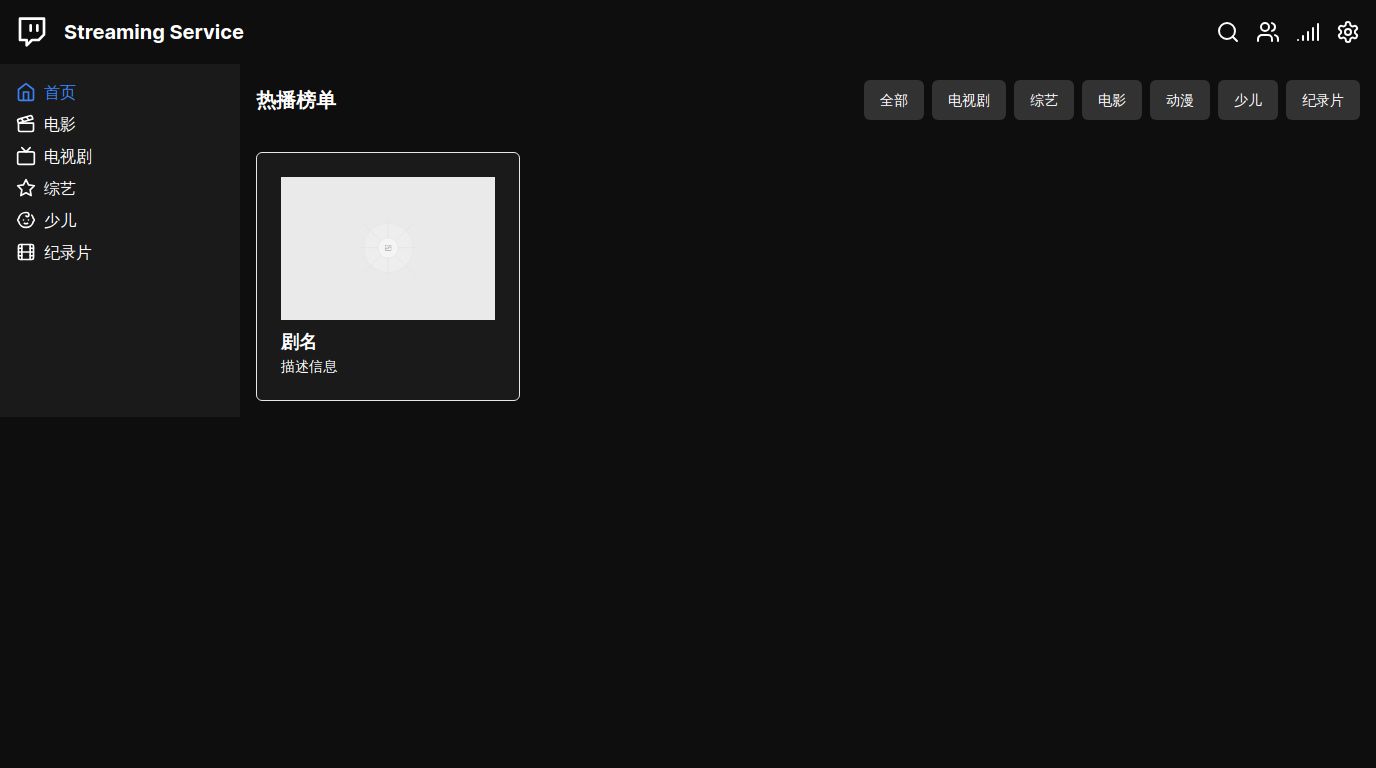 Streaming Service
首页
电影
电视剧
综艺
少儿
纪录片
热播榜单
全部
电视剧
综艺
电影
动漫
少儿
纪录片
剧名
描述信息